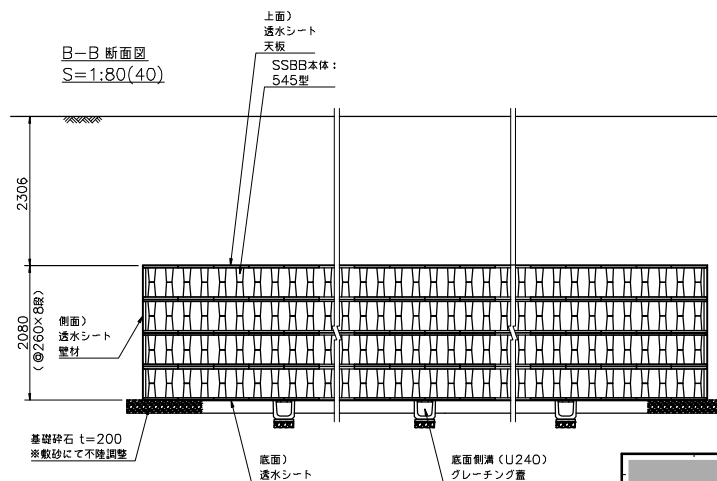 B-B 断面図
S=1:80(40)
上面)
透水シート
天板
SSBB本体：
545型
2306
2080
(@260×8段)
側面)
透水シート
壁材
基礎砕石 t=200
※敷砂にて不陸調整
底面)
透水シート
底面側溝(U240)
グレーチング蓋